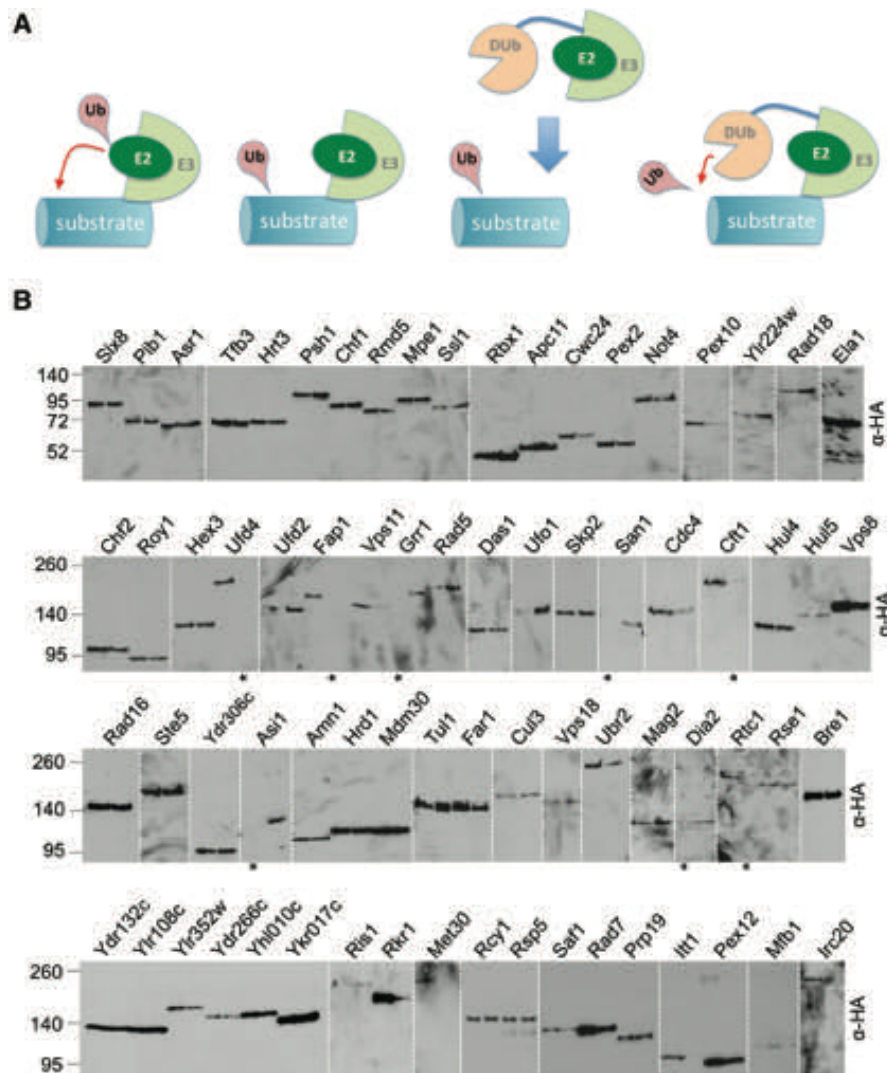 A
Ub E2 E3 substrate
Ub E2 E3 substrate
DUb E2 E3
Ub substrate
DUb Ub E2 E3 substrate
B
Slx8 Pib1 Asr1 Tfb3 Hrt3 Psh1 Chf1 Rmd5 Mpe1 Ssl1 Rbx1 Apc11 Cwc24 Pex2 Not4 Pex10 Ylr224w Rad18 Ela1
140
95
72
52
α-HA
Chf2 Roy1 Hex3 Ufd4 Ufd2 Fap1 Vps11 Grr1 Rad5 Das1 Ufo1 Skp2 San1 Cdc4 Cft1 Hul4 Hul5 Vps8
260
140
95
α-HA
Rad16 Ste5 Ydr306c Asi1 Amn1 Hrd1 Mdm30 Tul1 Far1 Cul3 Vps18 Ubr2 Mag2 Dia2 Rtc1 Rse1 Bre1
260
140
95
α-HA
Ydr132c Ylr108c Ylr352w Ydr266c Yhl010c Ykr017c Ris1 Rkr1 Met30 Rcy1 Rsp5 Saf1 Rad7 Prp19 Itt1 Pex12 Mfb1 Irc20
260
140
95
α-HA